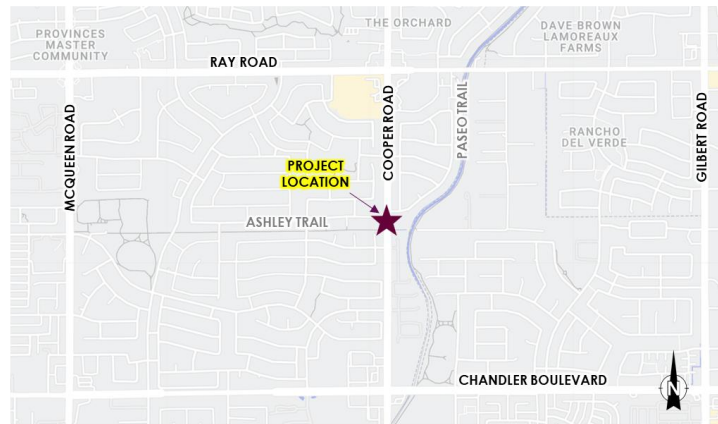 PROVINCES
MASTER
COMMUNITY
THE ORCHARD
DAVE BROWN
LAMOREAUX
FARMS
RAY ROAD
MCQUEEN ROAD
COOPER ROAD
PASEO TRAIL
GILBERT ROAD
RANCHO
DEL VERDE
PROJECT
LOCATION
ASHLEY TRAIL
CHANDLER BOULEVARD
N